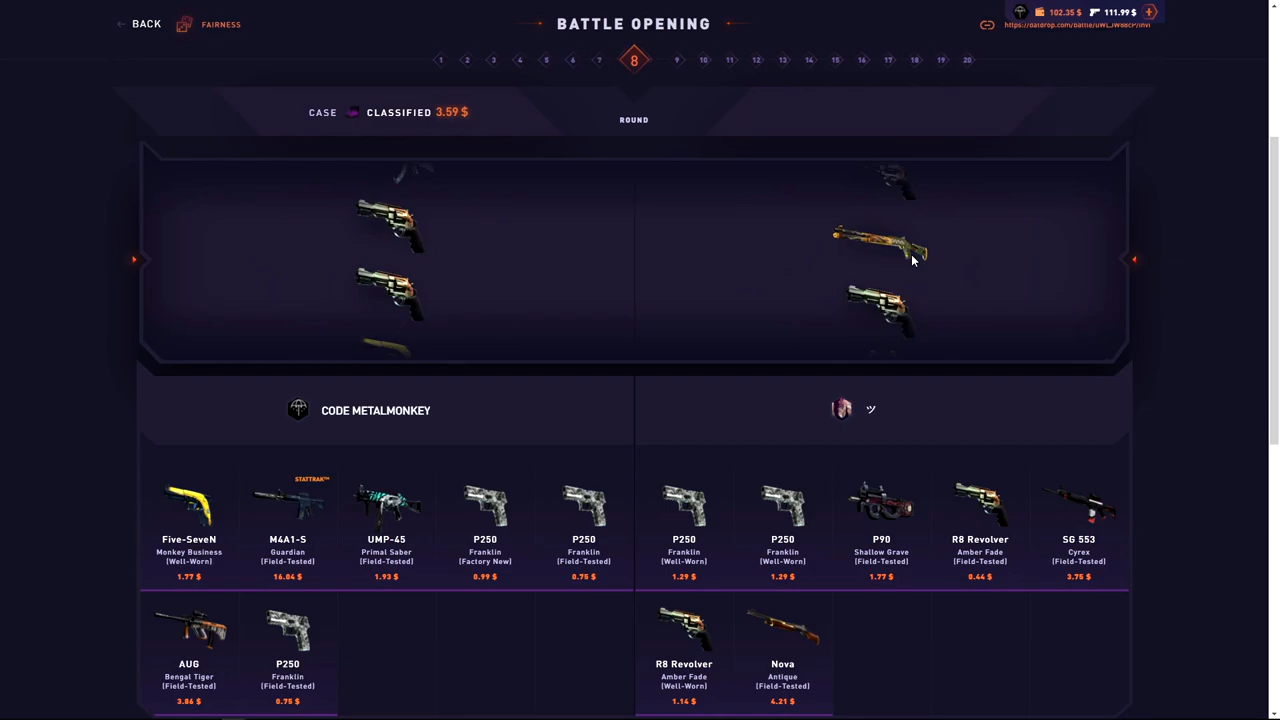 BACK
FAIRNESS
BATTLE OPENING
102.35 $
111.99 $
1 2 3 4 5 6 7 8 9 10 11 12 13 14 15 16 17 18 19 20
CASE CLASSIFIED 3.59 $
ROUND
CODE METALMONKEY
ツ
STATTRAK™
Five-SeveN M4A1-S UMP-45 P250 P250 P250 P250 P90 R8 Revolver SG 553
Monkey Business Guardian Primal Saber Franklin Franklin Franklin Franklin Shallow Grave Amber Fade Cyrex
(Well-Worn) (Field-Tested) (Field-Tested) (Factory New) (Field-Tested) (Well-Worn) (Well-Worn) (Field-Tested) (Field-Tested) (Field-Tested)
1.77 $ 16.04 $ 1.93 $ 0.99 $ 0.75 $ 1.29 $ 1.29 $ 1.77 $ 0.44 $ 3.75 $
AUG P250 R8 Revolver Nova
Bengal Tiger Franklin Amber Fade Antique
(Field-Tested) (Field-Tested) (Well-Worn) (Field-Tested)
3.86 $ 0.75 $ 1.14 $ 4.21 $